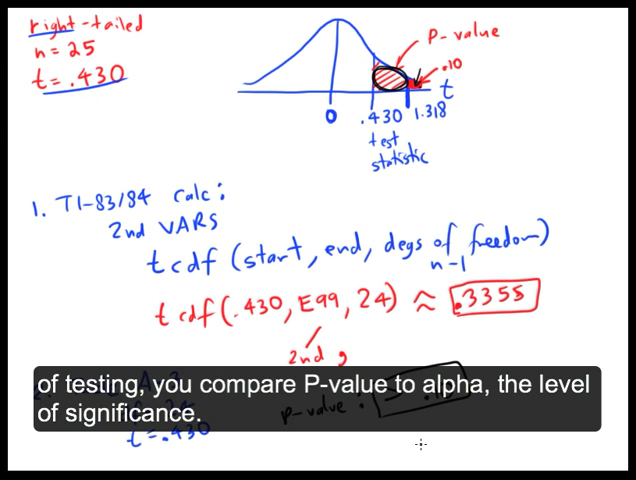 right-tailed
n = 25
t = .430
P-value
.10
t
0
.430
1.318
test
statistic
1. TI-83/84 Calc:
2nd VARS
tcdf (start, end, degs of freedom)
n-1
tcdf(.430, E99, 24) ≈ .3355
2nd ,
of testing, you compare P-value to alpha, the level
of significance.
P-value:
t = .430